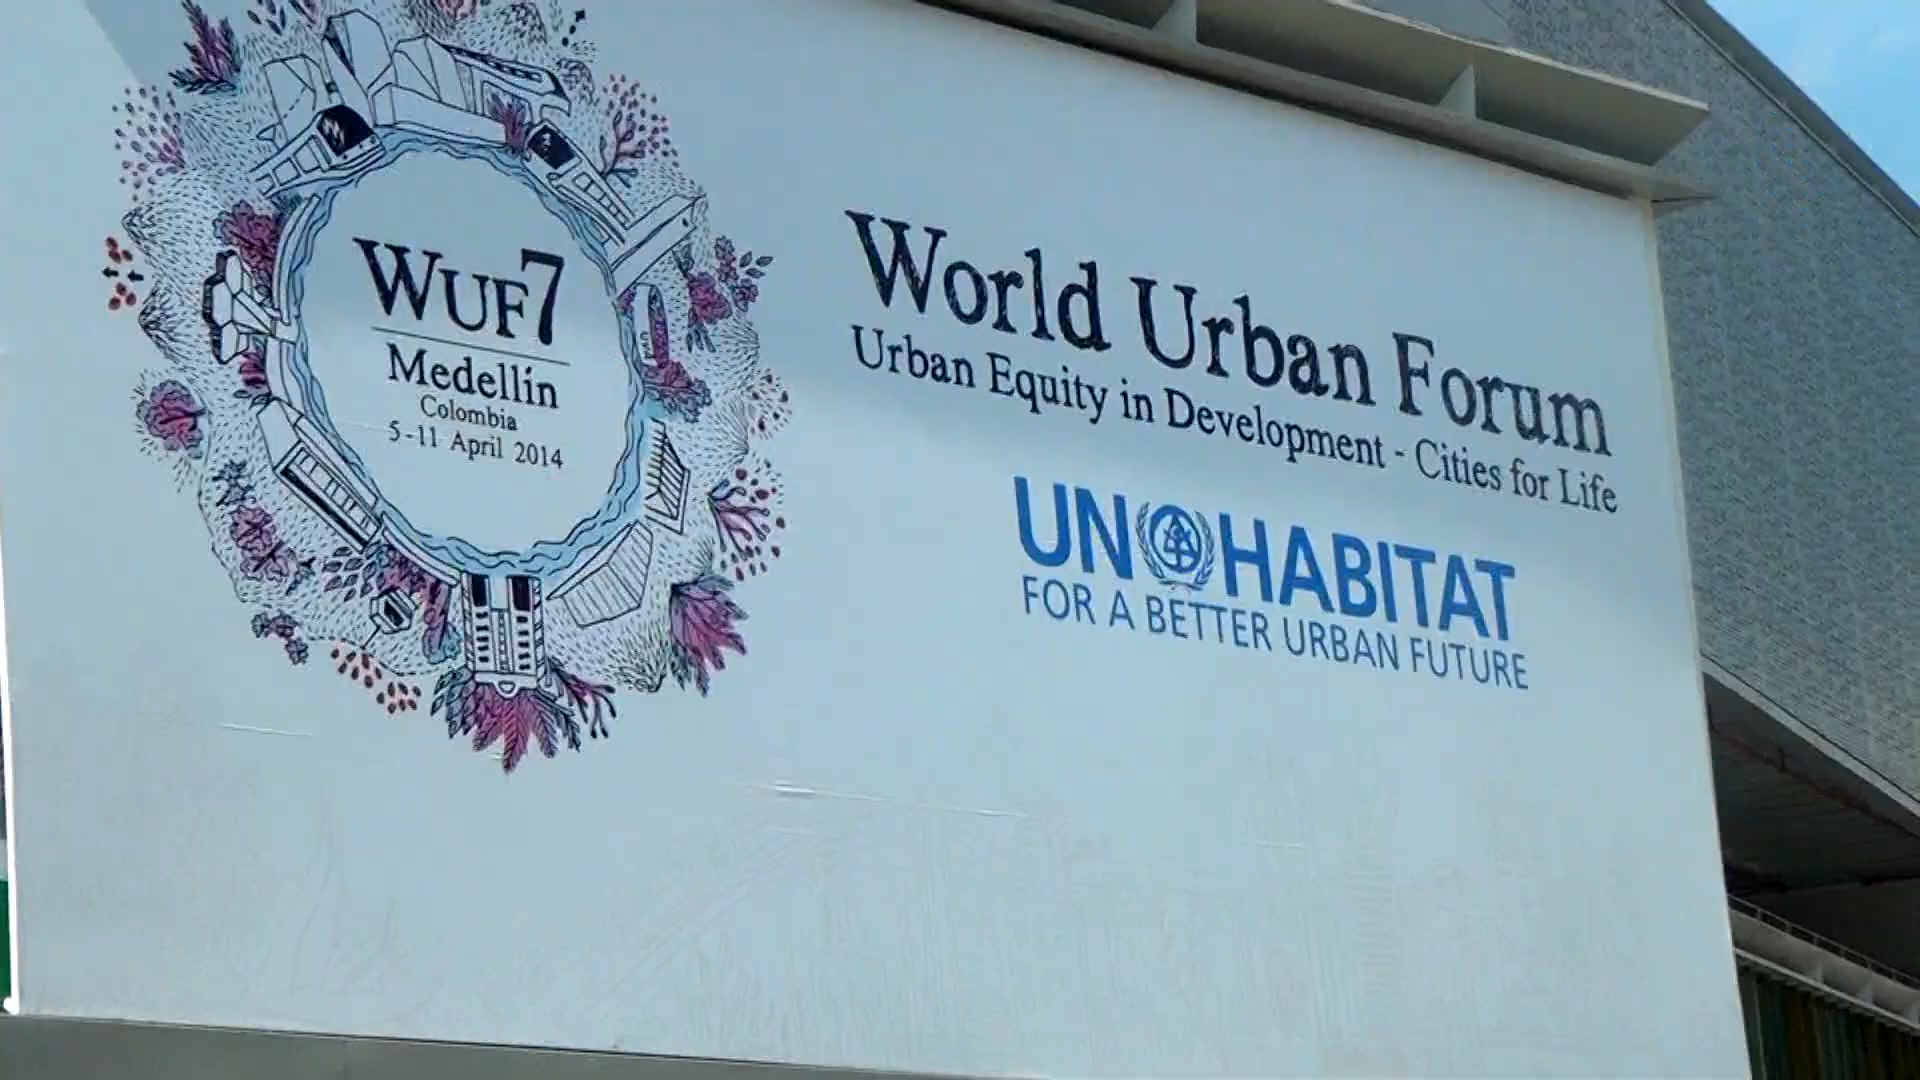 WUF7
Medellín
Colombia
5-11 April 2014
World Urban Forum
Urban Equity in Development - Cities for Life
UN HABITAT
FOR A BETTER URBAN FUTURE